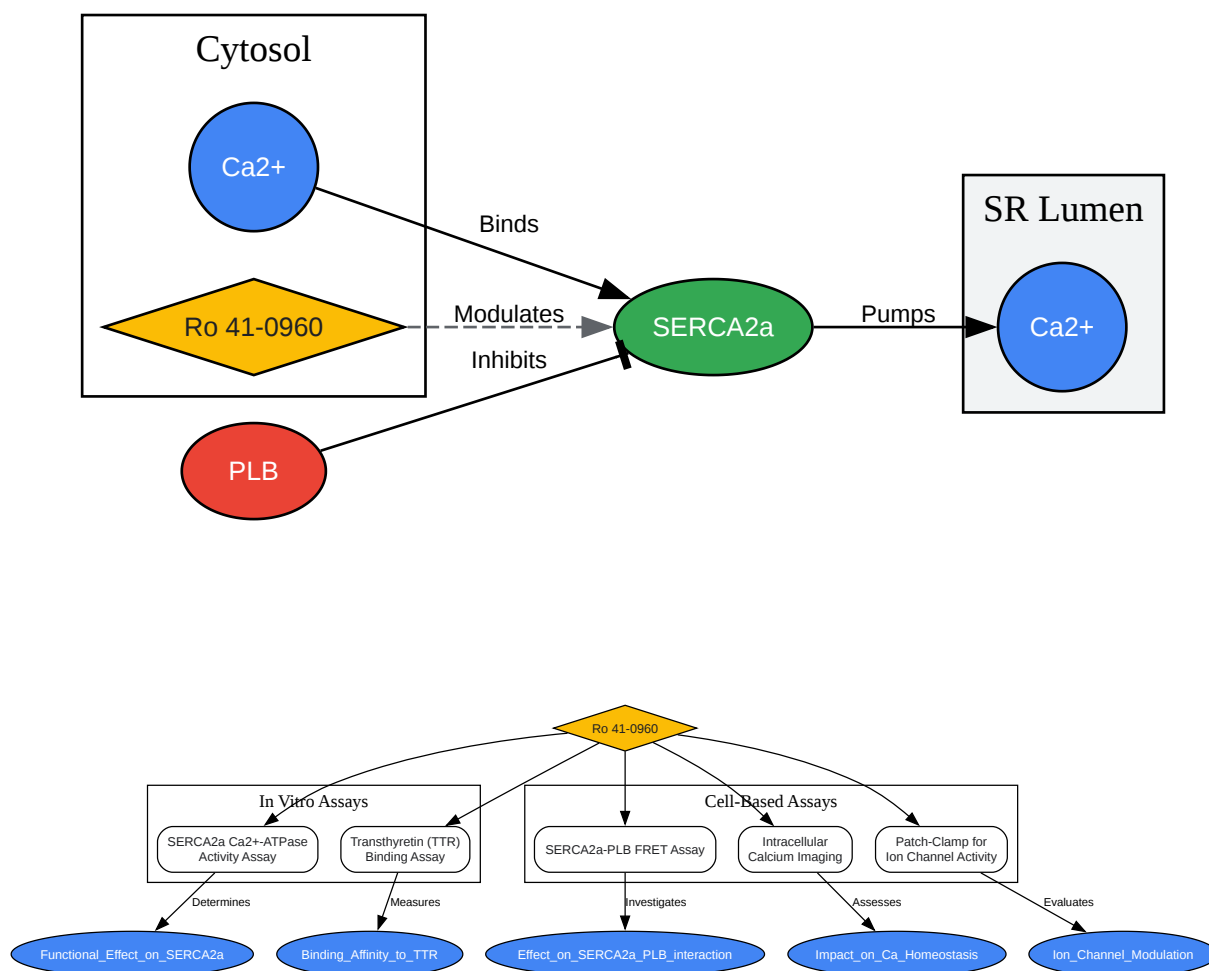 Cytosol
Ca2+
Binds
SR Lumen
Ro 41-0960
Modulates
SERCA2a
Pumps
Ca2+
Inhibits
PLB
Ro 41-0960
In Vitro Assays
Cell-Based Assays
SERCA2a Ca2+-ATPase
Activity Assay
Transthyretin (TTR)
Binding Assay
SERCA2a-PLB FRET Assay
Intracellular
Calcium Imaging
Patch-Clamp for
Ion Channel Activity
Determines
Measures
Investigates
Assesses
Evaluates
Functional_Effect_on_SERCA2a
Binding_Affinity_to_TTR
Effect_on_SERCA2a_PLB_interaction
Impact_on_Ca_Homeostasis
Ion_Channel_Modulation